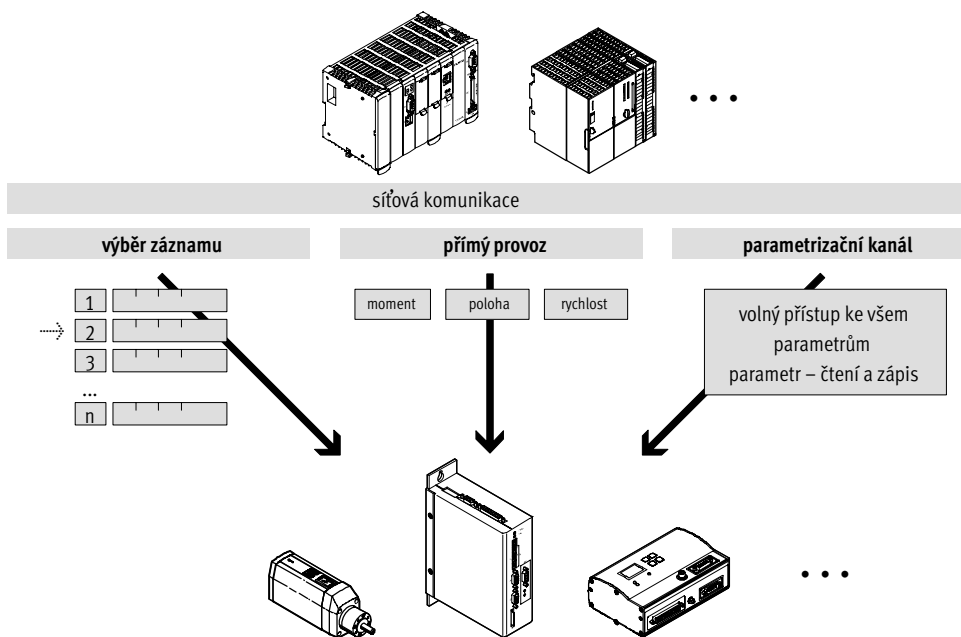 síťová komunikace
výběr záznamu
přímý provoz
parametrizační kanál
1
2
3
...
n
moment
poloha
rychlost
volný přístup ke všem
parametrům
parametr – čtení a zápis